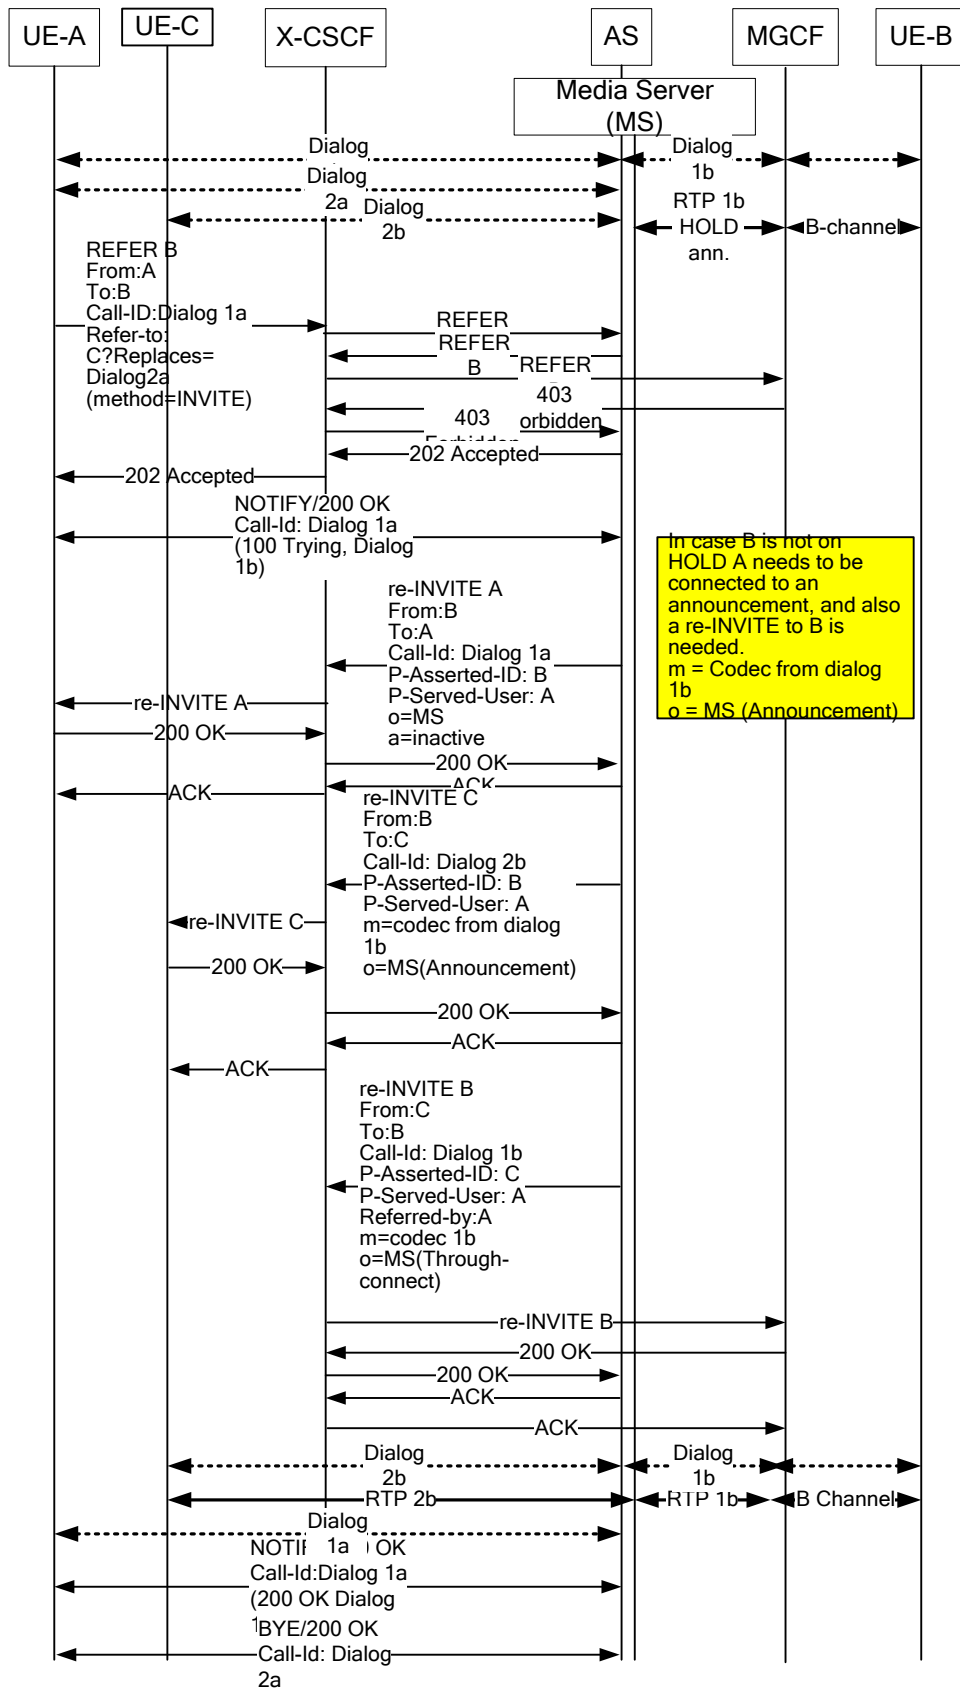 UE-A
UE-C
X-CSCF
AS
MGCF
UE-B
Media Server
(MS)
Dialog
Dialog
1b
Dialog
2a
Dialog
2b
RTP 1b
HOLD
ann.
B-channel
REFER B
From:A
To:B
Call-ID:Dialog 1a
Refer-to:
C?Replaces=
Dialog2a
(method=INVITE)
REFER
REFER
B
REFER
403
orbidden
403
Forbidden
202 Accepted
202 Accepted
NOTIFY/200 OK
Call-Id: Dialog 1a
(100 Trying, Dialog
1b)
In case B is not on
HOLD A needs to be
connected to an
announcement, and also
a re-INVITE to B is
needed.
m = Codec from dialog
1b
o = MS (Announcement)
re-INVITE A
From:B
To:A
Call-Id: Dialog 1a
P-Asserted-ID: B
P-Served-User: A
o=MS
a=inactive
re-INVITE A
200 OK
200 OK
ACK
ACK
re-INVITE C
From:B
To:C
Call-Id: Dialog 2b
P-Asserted-ID: B
P-Served-User: A
m=codec from dialog
1b
o=MS(Announcement)
re-INVITE C
200 OK
200 OK
ACK
ACK
re-INVITE B
From:C
To:B
Call-Id: Dialog 1b
P-Asserted-ID: C
P-Served-User: A
Referred-by:A
m=codec 1b
o=MS(Through-
connect)
re-INVITE B
200 OK
200 OK
ACK
ACK
Dialog
2b
Dialog
1b
RTP 2b
RTP 1b
B Channel
Dialog
1a
OK
Call-Id:Dialog 1a
(200 OK Dialog
BYE/200 OK
Call-Id: Dialog
2a